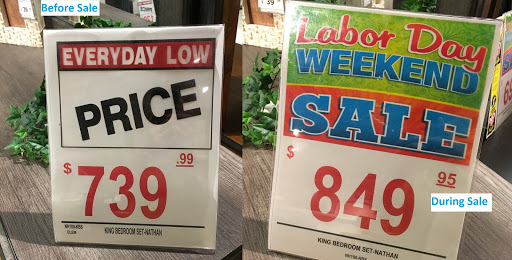 Before Sale
EVERYDAY LOW
PRICE
$ 739 .99
KING BEDROOM SET-NATHAN
Labor Day
WEEKEND
SALE
$ 849 95
During Sale
KING BEDROOM SET-NATHAN